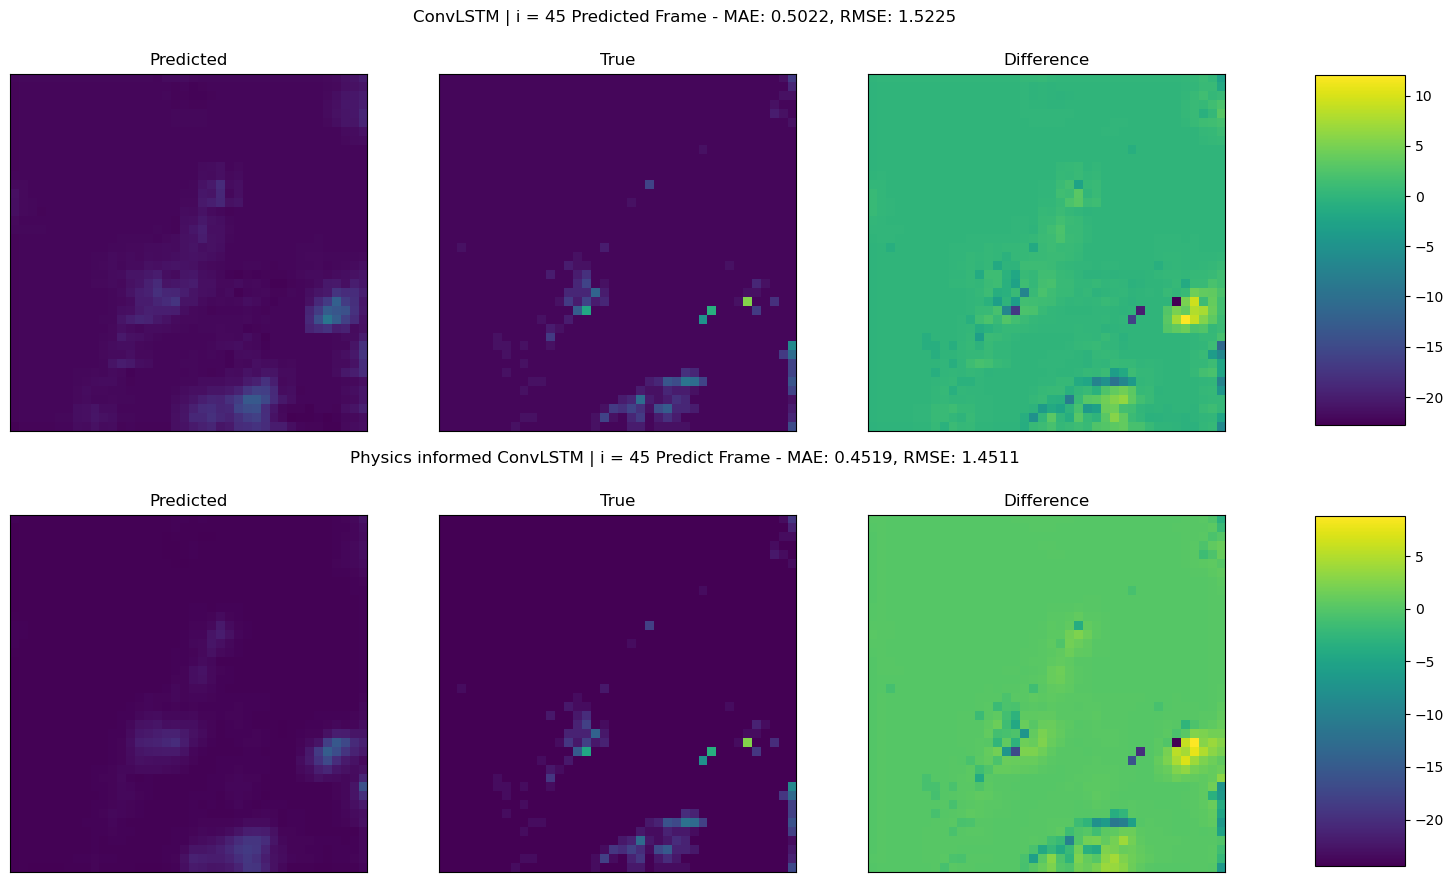 ConvLSTM | i = 45 Predicted Frame - MAE: 0.5022, RMSE: 1.5225
Predicted
True
Difference
10
5
0
−5
−10
−15
−20
Physics informed ConvLSTM | i = 45 Predict Frame - MAE: 0.4519, RMSE: 1.4511
Predicted
True
Difference
5
0
−5
−10
−15
−20